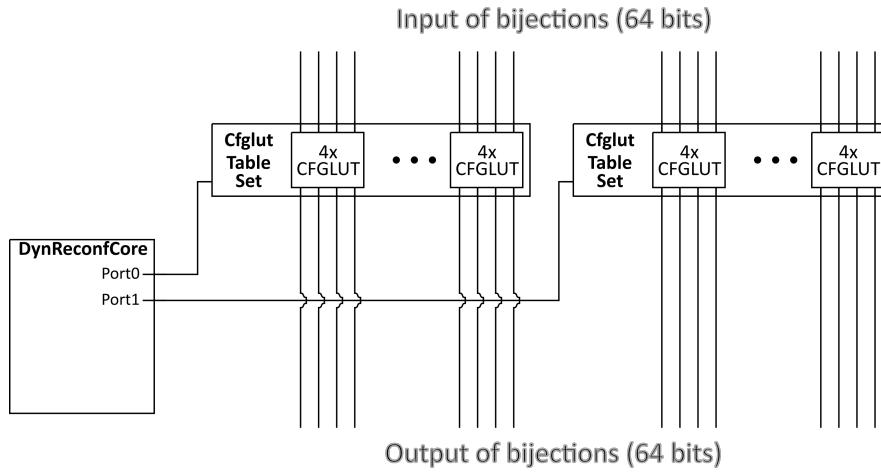 Input of bijections (64 bits)
Cfglut
Table
Set
4x
CFGLUT
4x
CFGLUT
Cfglut
Table
Set
4x
CFGLUT
4x
CFGLUT
DynReconfCore
Port0
Port1
Output of bijections (64 bits)